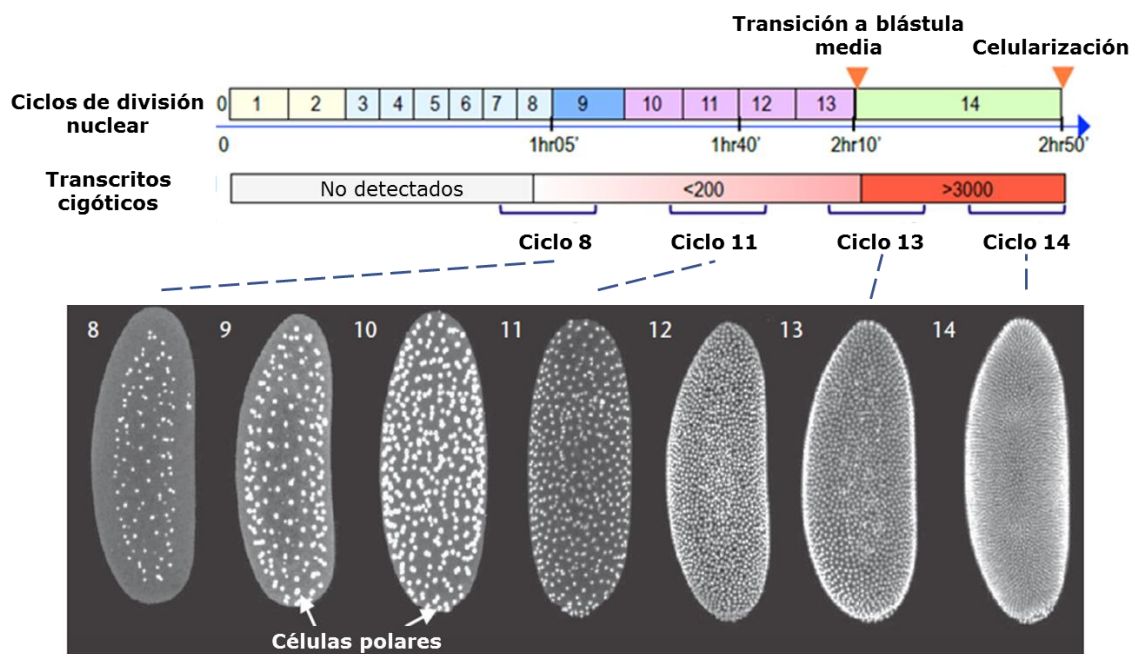 Transición a blástula
media
Celularización
Ciclos de división
nuclear
0 1 2 3 4 5 6 7 8 9 10 11 12 13 14
0 1hr05' 1hr40' 2hr10' 2hr50'
Transcritos
cigóticos
No detectados <200 >3000
Ciclo 8 Ciclo 11 Ciclo 13 Ciclo 14
8 9 10 11 12 13 14
Células polares